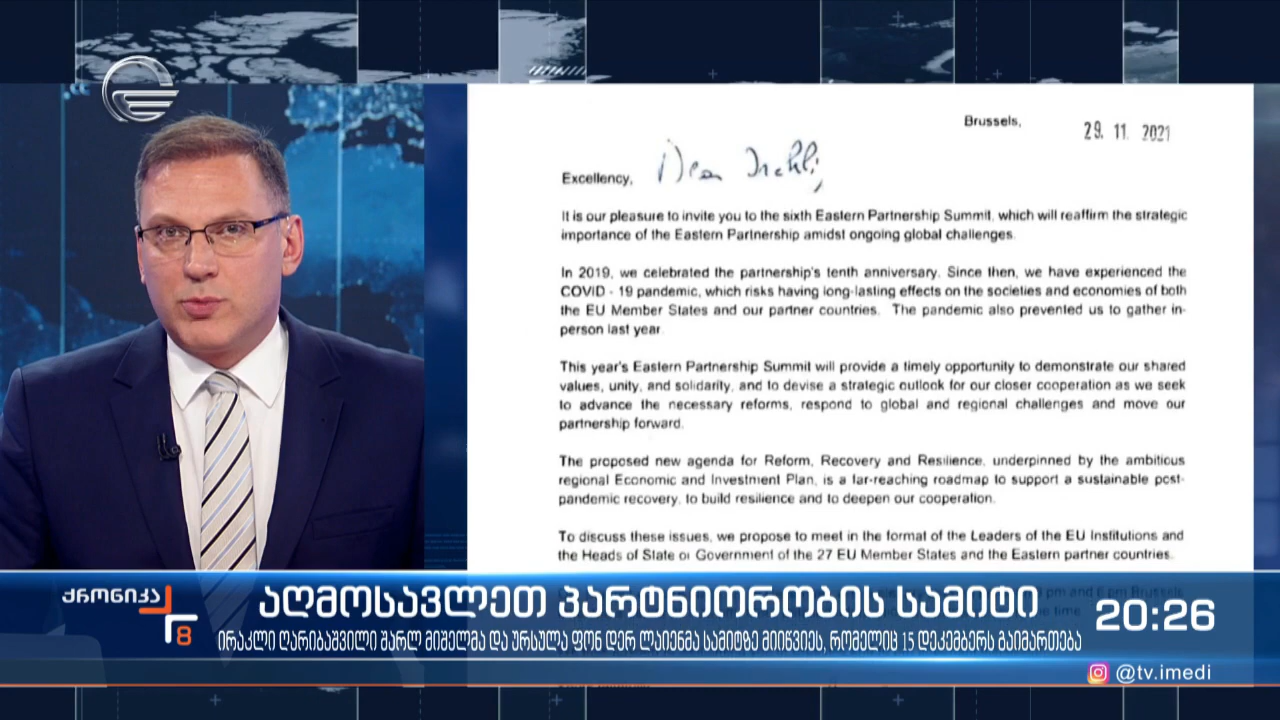 Brussels,
29. 11. 2021
Excellency, Dear Irakli,
It is our pleasure to invite you to the sixth Eastern Partnership Summit, which will reaffirm the strategic
importance of the Eastern Partnership amidst ongoing global challenges.
In 2019, we celebrated the partnership's tenth anniversary. Since then, we have experienced the
COVID - 19 pandemic, which risks having long-lasting effects on the societies and economies of both
the EU Member States and our partner countries. The pandemic also prevented us to gather in-
person last year.
This year's Eastern Partnership Summit will provide a timely opportunity to demonstrate our shared
values, unity, and solidarity, and to devise a strategic outlook for our closer cooperation as we seek
to advance the necessary reforms, respond to global and regional challenges and move our
partnership forward.
The proposed new agenda for Reform, Recovery and Resilience, underpinned by the ambitious
regional Economic and Investment Plan, is a far-reaching roadmap to support a sustainable post-
pandemic recovery, to build resilience and to deepen our cooperation.
To discuss these issues, we propose to meet in the format of the Leaders of the EU Institutions and
the Heads of State or Government of the 27 EU Member States and the Eastern partner countries.
pm and 6 pm Brussels
time
ქრონიკა
8
აღმოსავლეთ პარტნიორობის სამიტი
20:26
ირაკლი ღარიბაშვილი შარლ მიშელმა და ურსულა ფონ დერ ლაიენმა სამიტზე მიიწვიეს, რომელიც 15 დეკემბერს გაიმართება
@tv.imedi